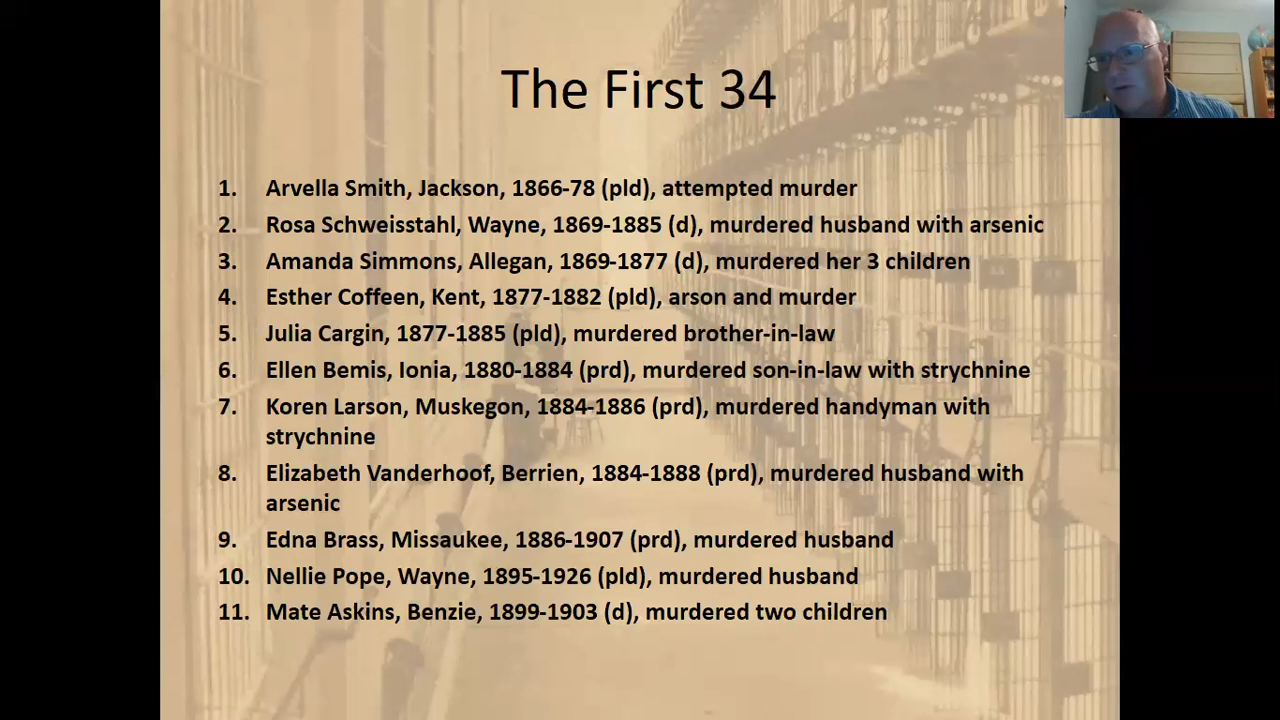 The First 34
1. Arvella Smith, Jackson, 1866-78 (pld), attempted murder
2. Rosa Schweisstahl, Wayne, 1869-1885 (d), murdered husband with arsenic
3. Amanda Simmons, Allegan, 1869-1877 (d), murdered her 3 children
4. Esther Coffeen, Kent, 1877-1882 (pld), arson and murder
5. Julia Cargin, 1877-1885 (pld), murdered brother-in-law
6. Ellen Bemis, Ionia, 1880-1884 (prd), murdered son-in-law with strychnine
7. Koren Larson, Muskegon, 1884-1886 (prd), murdered handyman with
strychnine
8. Elizabeth Vanderhoof, Berrien, 1884-1888 (prd), murdered husband with
arsenic
9. Edna Brass, Missaukee, 1886-1907 (prd), murdered husband
10. Nellie Pope, Wayne, 1895-1926 (pld), murdered husband
11. Mate Askins, Benzie, 1899-1903 (d), murdered two children